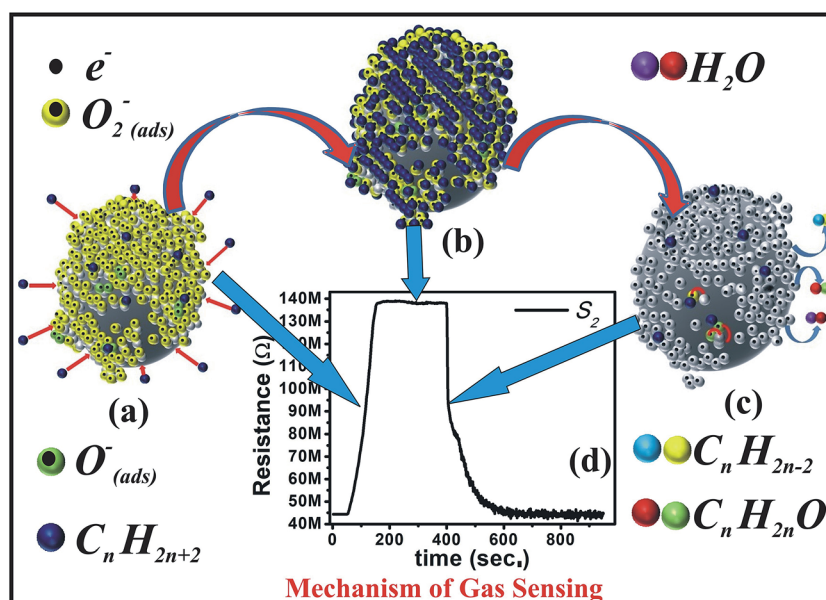 e⁻
O₂⁻ (ads)
H₂O
(a)
(b)
(c)
140M
130M
120M
110M
100M
90M
80M
70M
60M
50M
40M
Resistance (Ω)
S₂
(d)
0 200 400 600 800
time (sec.)
O⁻(ads)
CₙH₂ₙ₊₂
CₙH₂ₙ₋₂
CₙH₂ₙO
Mechanism of Gas Sensing